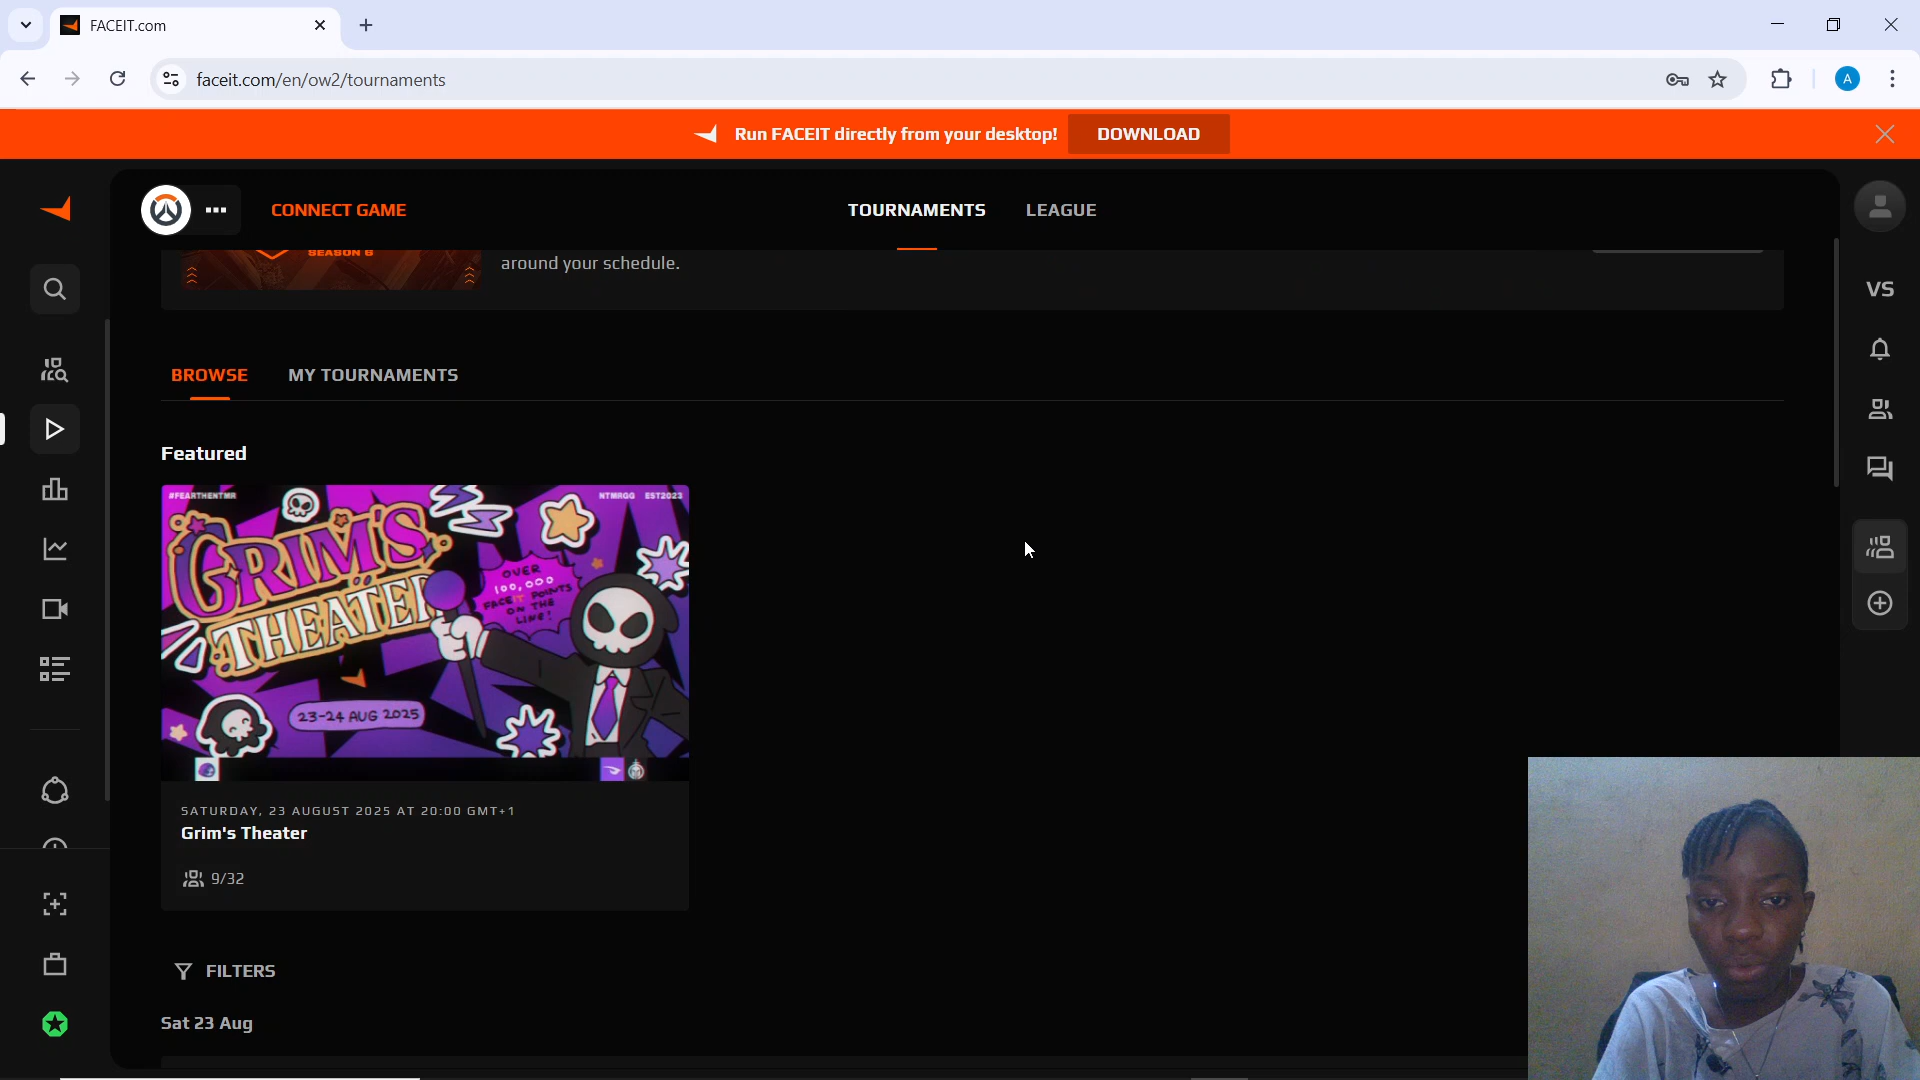 FACEIT.com
faceit.com/en/ow2/tournaments
A
Run FACEIT directly from your desktop!
DOWNLOAD
CONNECT GAME
TOURNAMENTS
LEAGUE
SEASON 6
around your schedule.
VS
BROWSE
MY TOURNAMENTS
Featured
#FEARTHENTMR
NTMRGG EST2023
GRIM'S
THEATER
OVER
100,000
FACEIT POINTS
ON THE
LINE!
23-24 AUG 2025
SATURDAY, 23 AUGUST 2025 AT 20:00 GMT+1
Grim's Theater
9/32
FILTERS
Sat 23 Aug